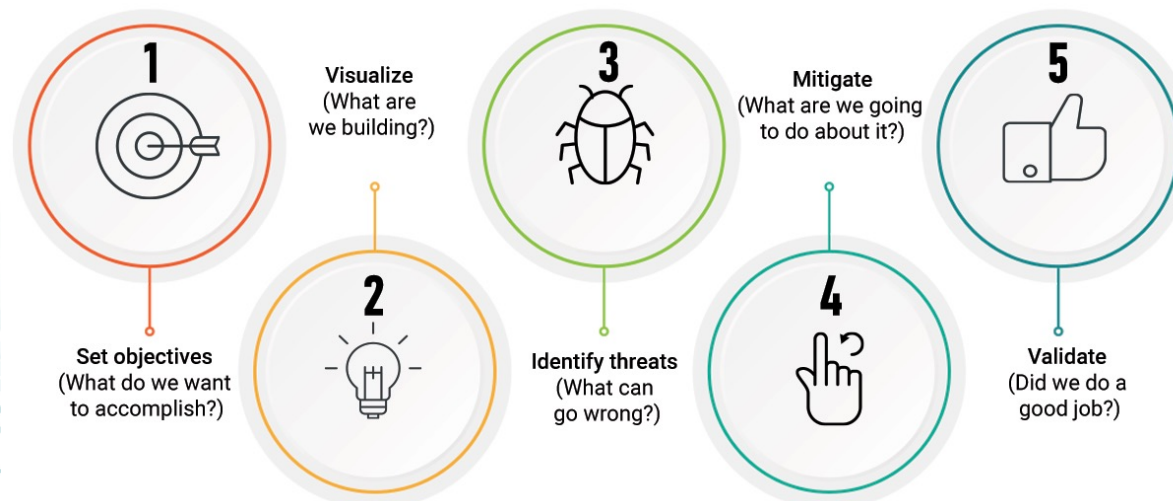 1
Set objectives
(What do we want
to accomplish?)
2
Visualize
(What are
we building?)
3
Identify threats
(What can
go wrong?)
4
Mitigate
(What are we going
to do about it?)
5
Validate
(Did we do a
good job?)